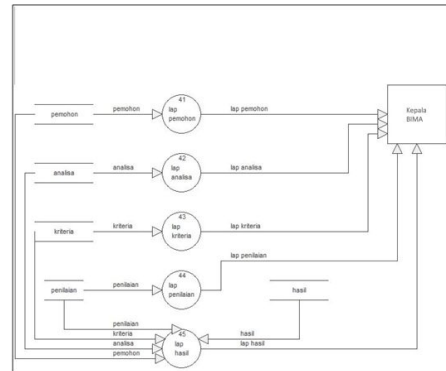 41
pemohon
pemohon
lap
pemohon
lap pemohon
Kepala
BIMA
42
analisa
analisa
lap
analisa
lap analisa
43
kriteria
kriteria
lap
kriteria
lap kriteria
44
penilaian
penilaian
lap
penilaian
lap penilaian
hasil
penilaian
kriteria
analisa
pemohon
45
lap
hasil
hasil
lap hasil